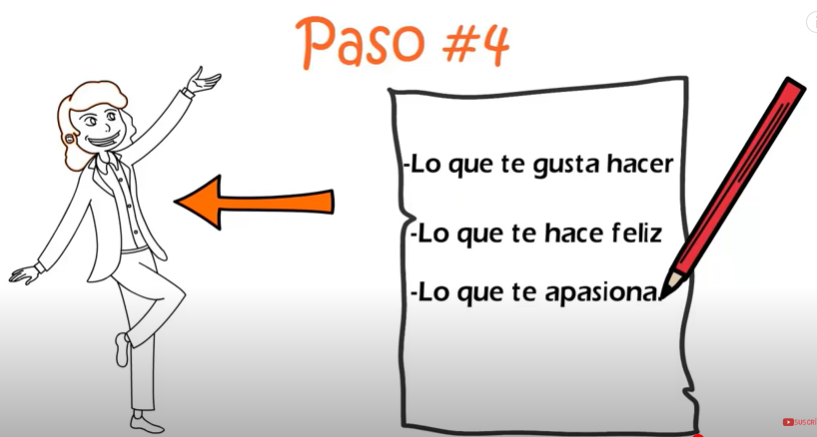 Paso #4
-Lo que te gusta hacer
-Lo que te hace feliz
-Lo que te apasiona.